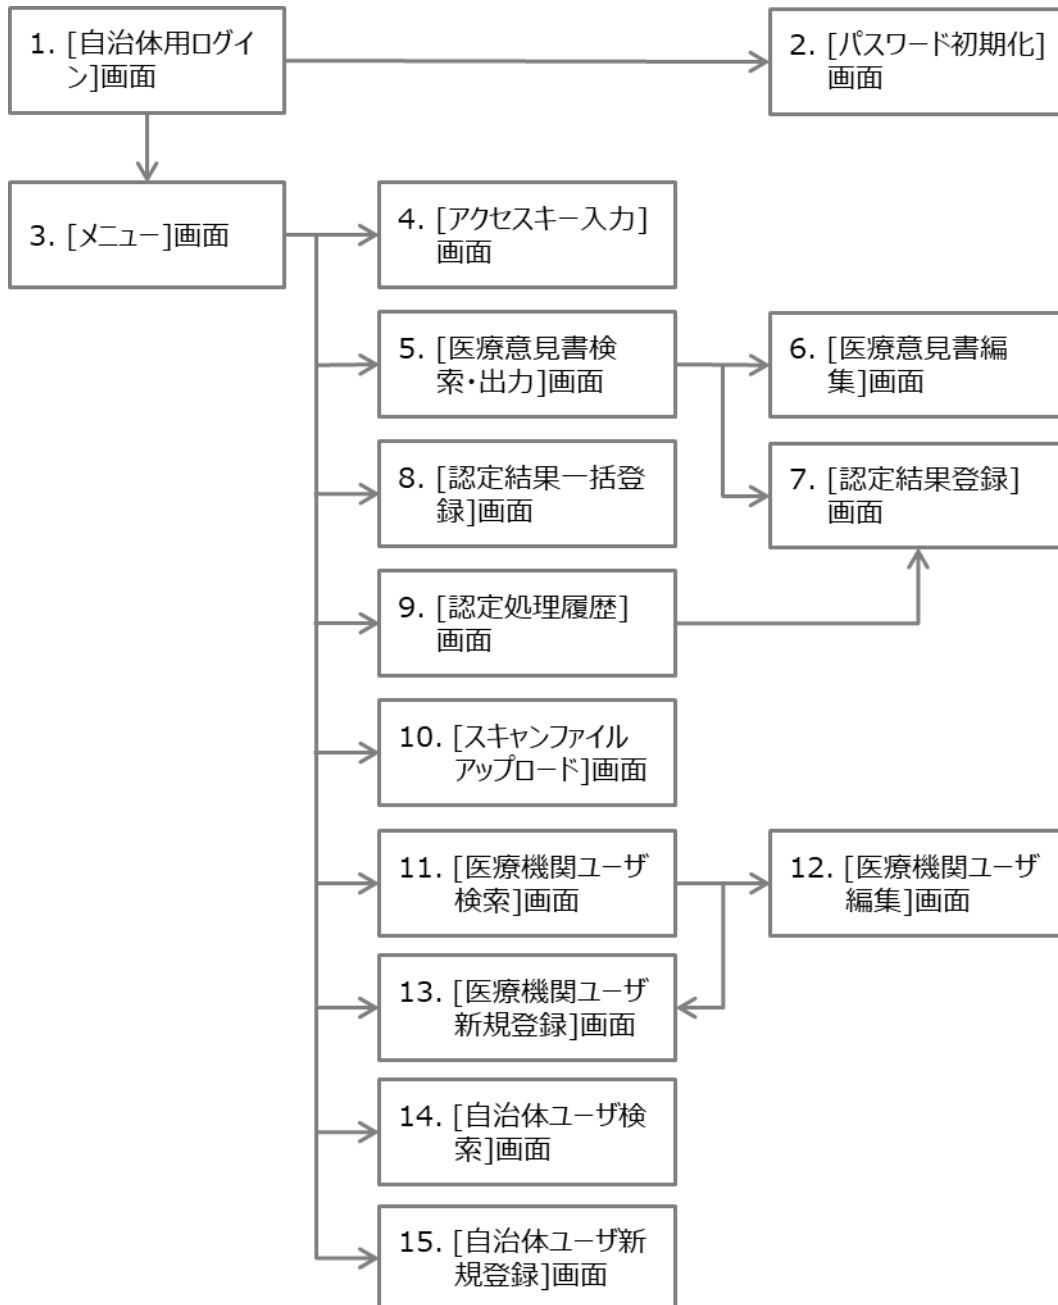 1. [自治体用ログイ
ン]画面
2. [パスワード初期化]
画面
3. [メニュー]画面
4. [アクセスキー入力]
画面
5. [医療意見書検
索・出力]画面
6. [医療意見書編
集]画面
8. [認定結果一括登
録]画面
7. [認定結果登録]
画面
9. [認定処理履歴]
画面
10. [スキャンファイル
アップロード]画面
11. [医療機関ユーザ
検索]画面
12. [医療機関ユーザ
編集]画面
13. [医療機関ユーザ
新規登録]画面
14. [自治体ユーザ検
索]画面
15. [自治体ユーザ新
規登録]画面